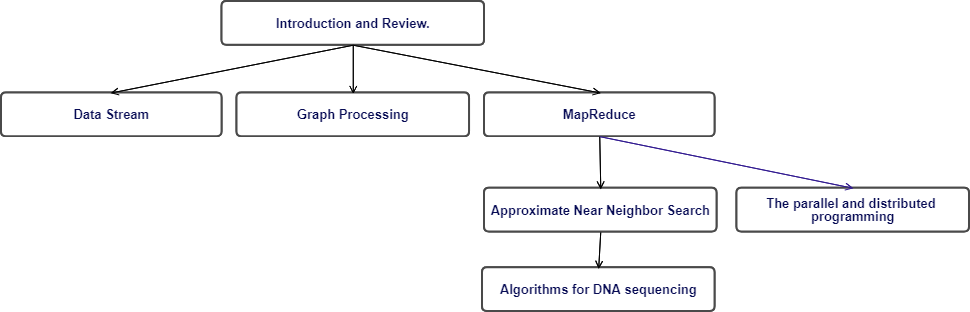 Introduction and Review.
Data Stream
Graph Processing
MapReduce
Approximate Near Neighbor Search
The parallel and distributed
programming
Algorithms for DNA sequencing